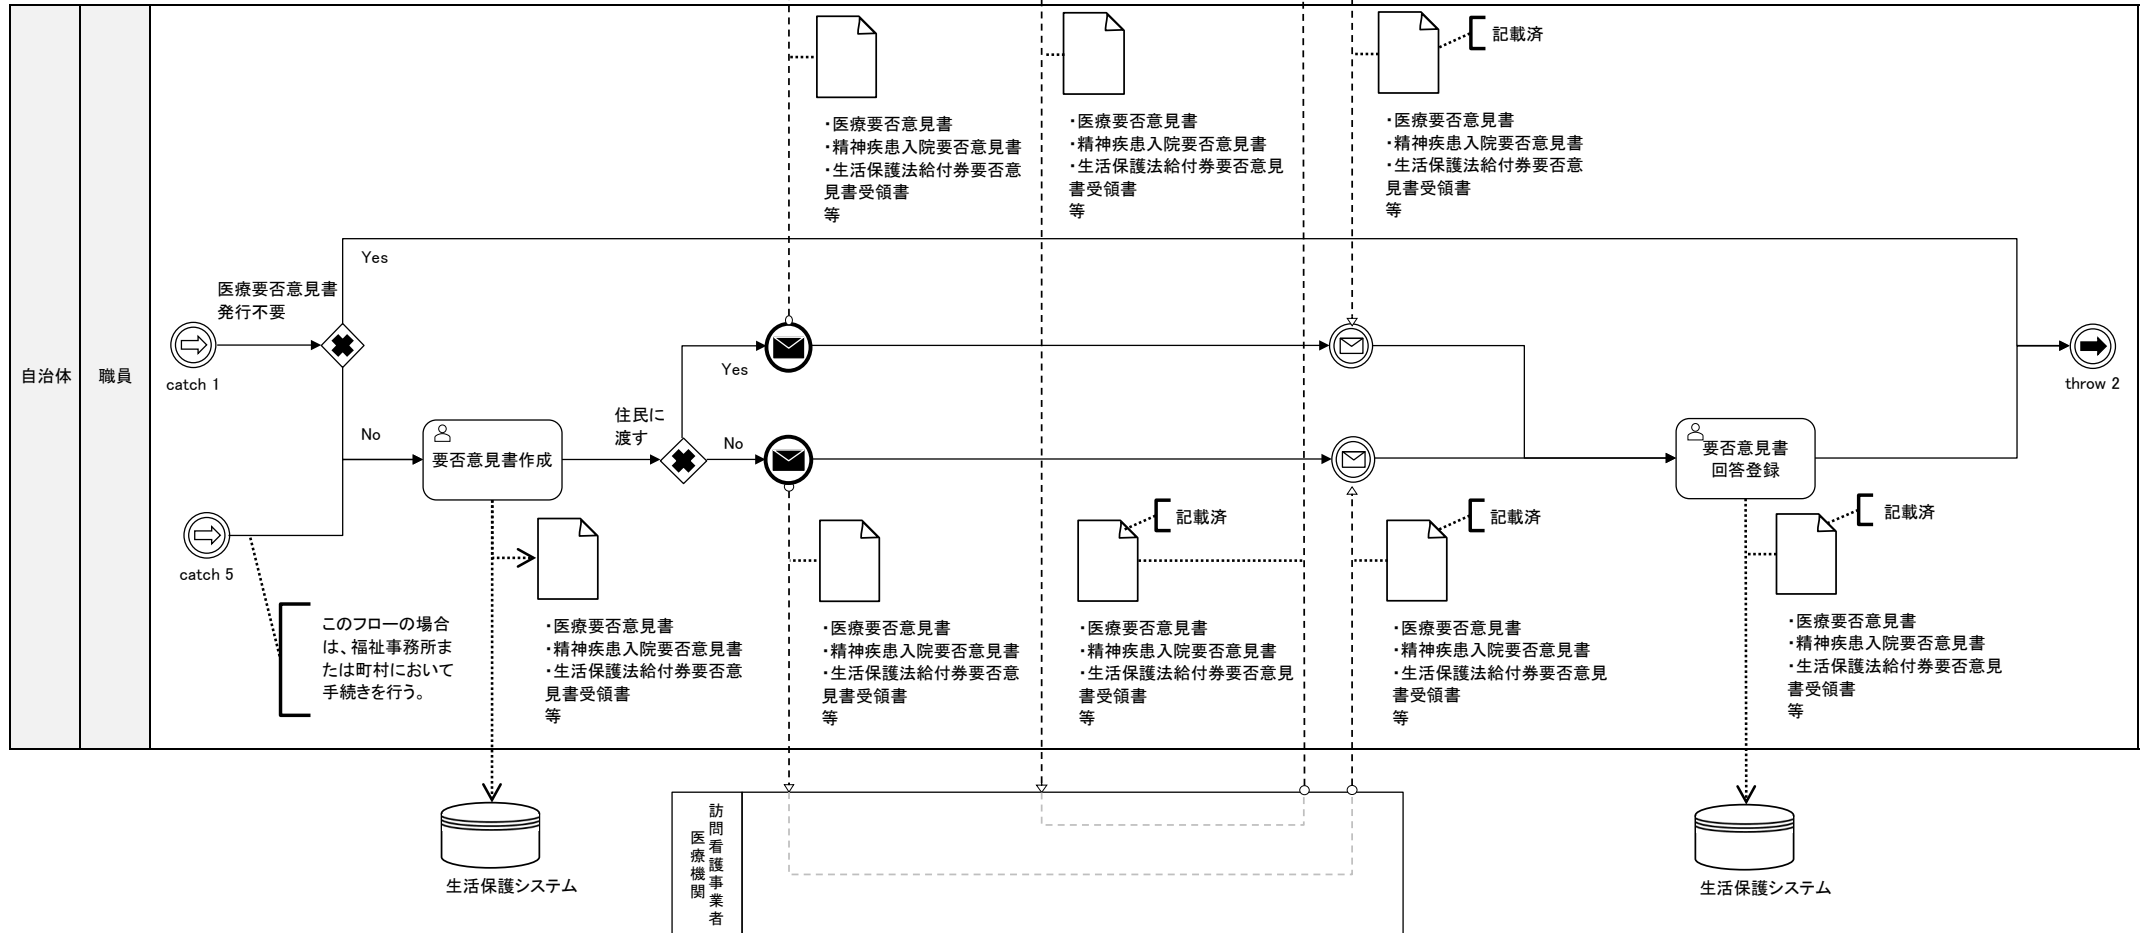 自治体
職員
記載済
・医療要否意見書
・精神疾患入院要否意見書
・生活保護法給付券要否意
見書受領書
等
・医療要否意見書
・精神疾患入院要否意見書
・生活保護法給付券要否意見
書受領書
等
・医療要否意見書
・精神疾患入院要否意見書
・生活保護法給付券要否意
見書受領書
等
Yes
医療要否意見書
発行不要
catch 1
Yes
throw 2
住民に
渡す
No
No
要否意見書作成
要否意見書
回答登録
catch 5
記載済
記載済
記載済
このフローの場合
は、福祉事務所ま
たは町村において
手続きを行う。
・医療要否意見書
・精神疾患入院要否意見書
・生活保護法給付券要否意
見書受領書
等
・医療要否意見書
・精神疾患入院要否意見書
・生活保護法給付券要否意
見書受領書
等
・医療要否意見書
・精神疾患入院要否意見書
・生活保護法給付券要否意見
書受領書
等
・医療要否意見書
・精神疾患入院要否意見書
・生活保護法給付券要否意見
書受領書
等
・医療要否意見書
・精神疾患入院要否意見書
・生活保護法給付券要否意見
書受領書
等
訪問看護事業者
医療機関
生活保護システム
生活保護システム